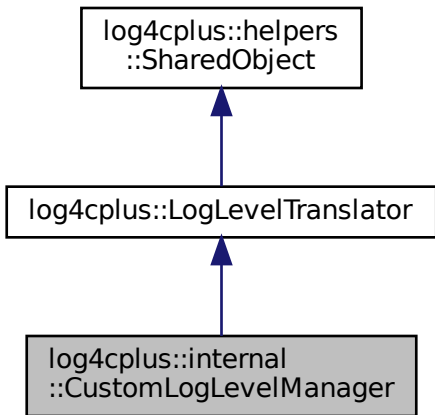 log4cplus::helpers
::SharedObject
log4cplus::LogLevelTranslator
log4cplus::internal
::CustomLogLevelManager